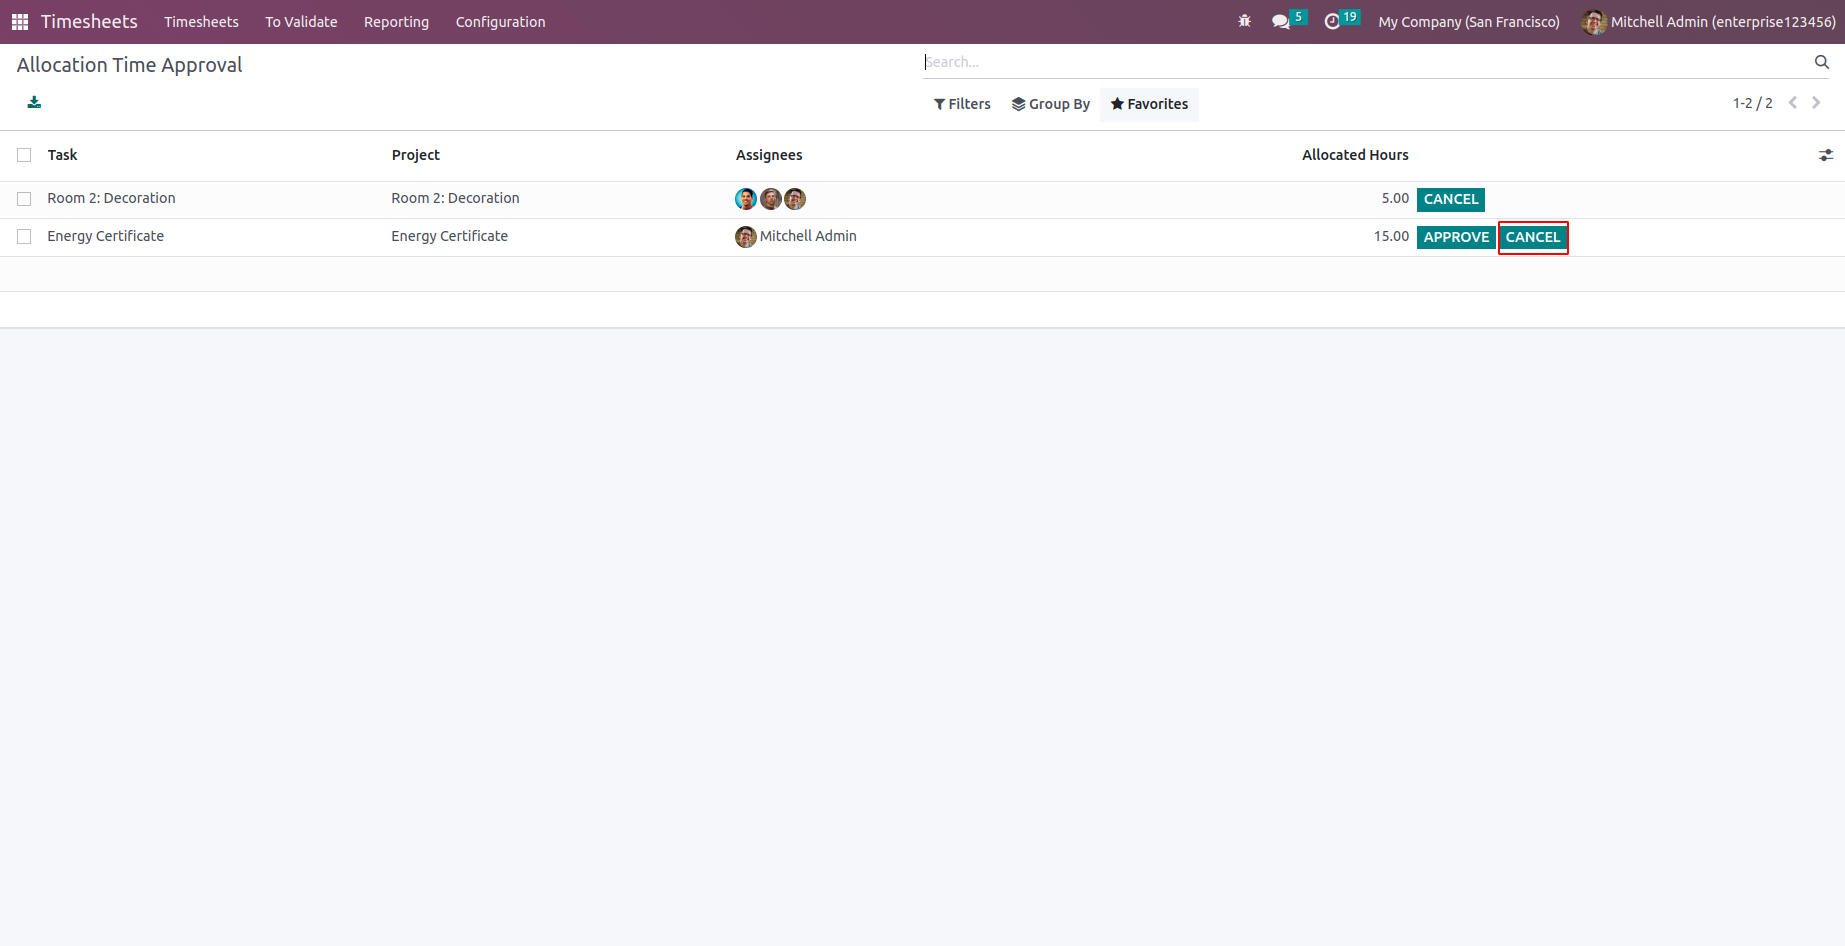 Timesheets Timesheets To Validate Reporting Configuration 5 19 My Company (San Francisco) Mitchell Admin (enterprise123456)
Allocation Time Approval Search...
Filters Group By Favorites 1-2 / 2
Task Project Assignees Allocated Hours
Room 2: Decoration Room 2: Decoration 5.00 CANCEL
Energy Certificate Energy Certificate Mitchell Admin 15.00 APPROVE CANCEL